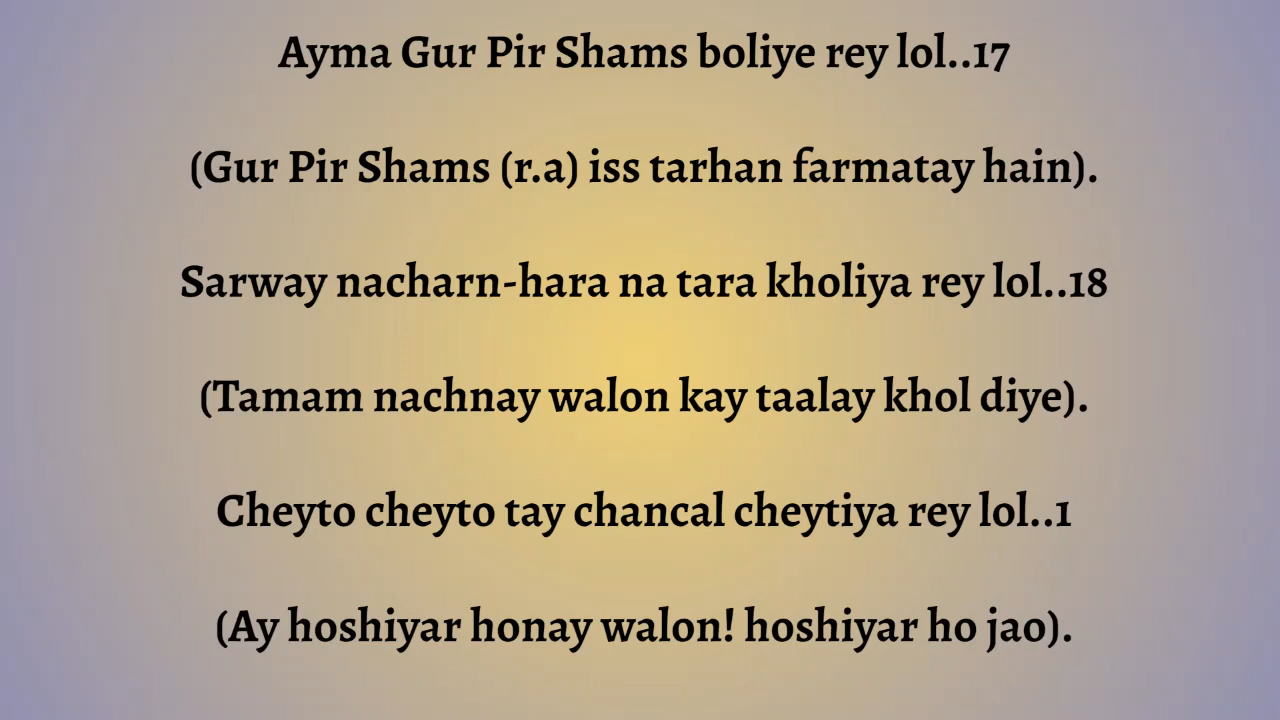 Ayma Gur Pir Shams boliye rey lol..17
(Gur Pir Shams (r.a) iss tarhan farmatay hain).
Sarway nacharn-hara na tara kholiya rey lol..18
(Tamam nachnay walon kay taalay khol diye).
Cheyto cheyto tay chancal cheytiya rey lol..1
(Ay hoshiyar honay walon! hoshiyar ho jao).